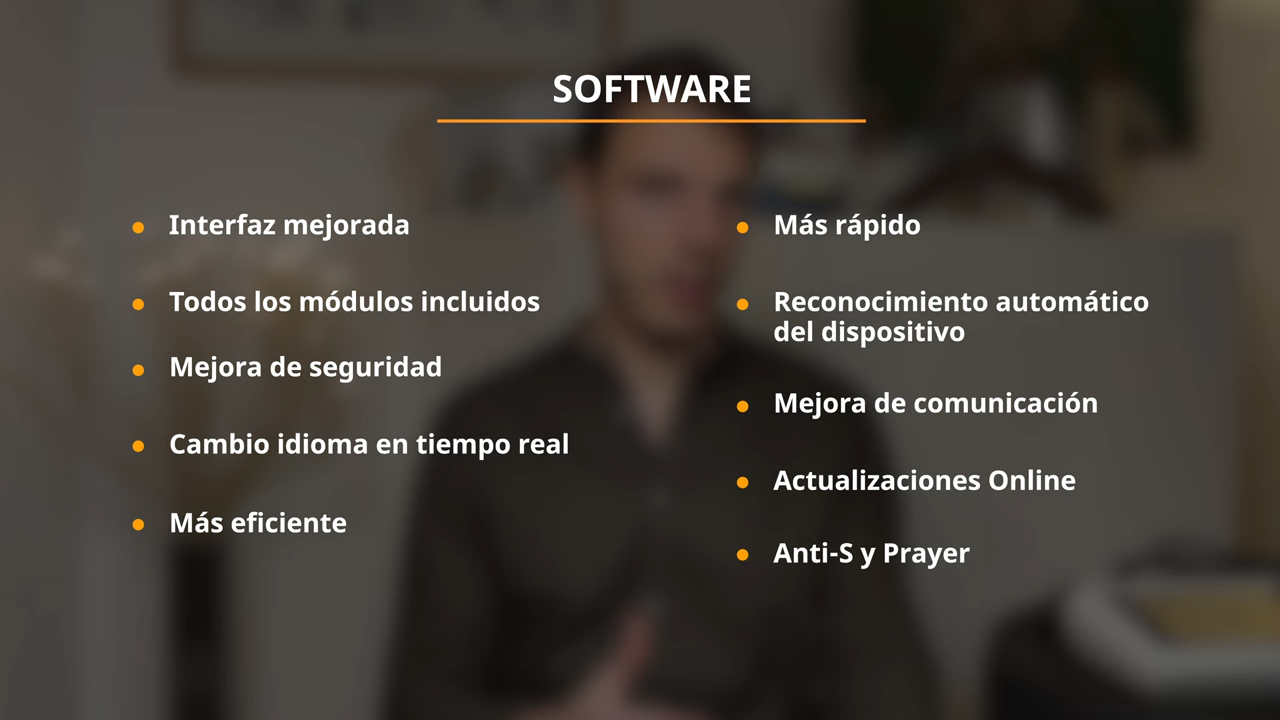 SOFTWARE
Interfaz mejorada
Todos los módulos incluidos
Mejora de seguridad
Cambio idioma en tiempo real
Más eficiente
Más rápido
Reconocimiento automático
del dispositivo
Mejora de comunicación
Actualizaciones Online
Anti-S y Prayer